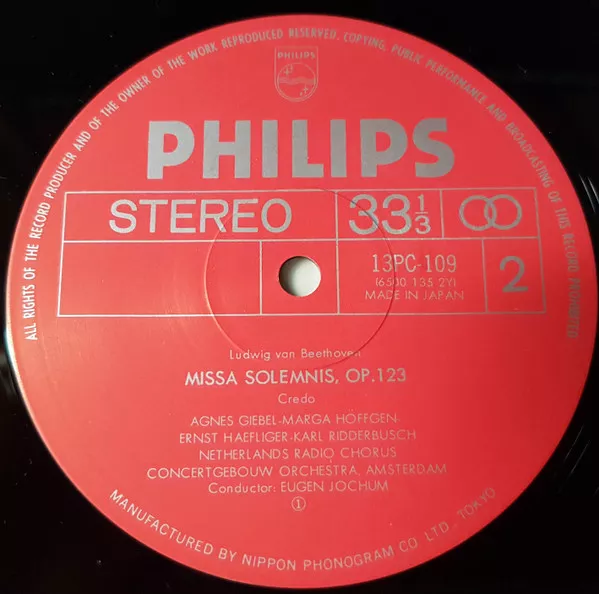 ALL RIGHTS OF THE RECORD PRODUCER AND OF THE OWNER OF THE WORK REPRODUCED RESERVED. COPYING, PUBLIC PERFORMANCE AND BROADCASTING OF THIS RECORD PROHIBITED
PHILIPS
PHILIPS
STEREO 33 1/3
13PC-109
(6500 135 2Y)
MADE IN JAPAN
2
Ludwig van Beethoven
MISSA SOLEMNIS, OP.123
Credo
AGNES GIEBEL-MARGA HÖFFGEN-
ERNST HAEFLIGER-KARL RIDDERBUSCH
NETHERLANDS RADIO CHORUS
CONCERTGEBOUW ORCHESTRA, AMSTERDAM
Conductor: EUGEN JOCHUM
①
MANUFACTURED BY NIPPON PHONOGRAM CO. LTD., TOKYO